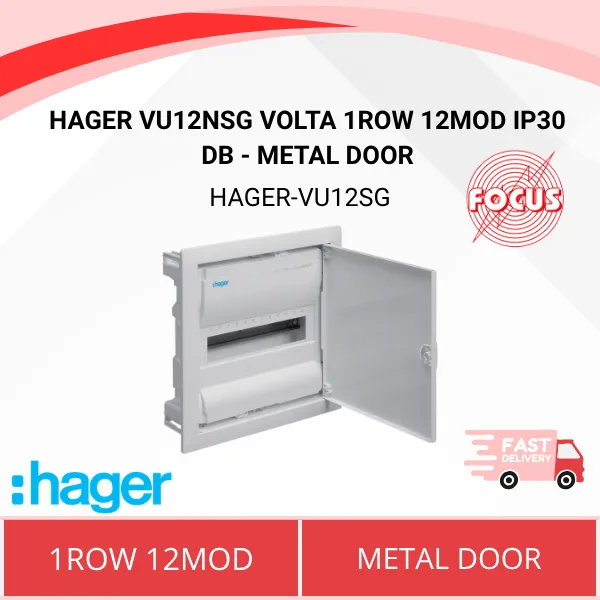 HAGER VU12NSG VOLTA 1ROW 12MOD IP30
DB - METAL DOOR
HAGER-VU12SG
FOCUS
:hager
FAST
DELIVERY
:hager
1ROW 12MOD
METAL DOOR